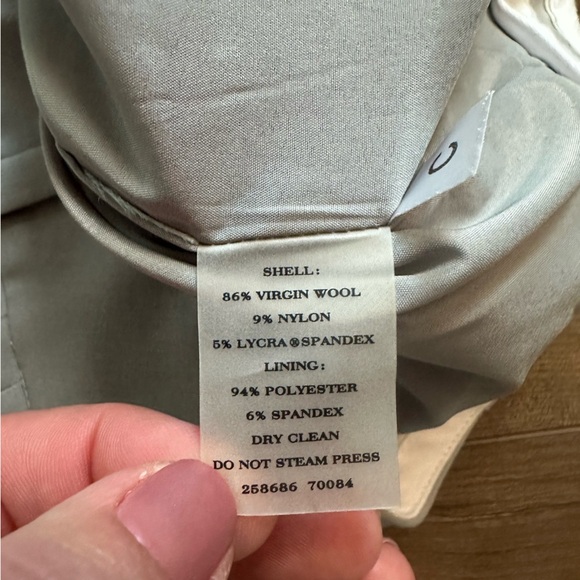 SHELL:
86% VIRGIN WOOL
9% NYLON
5% LYCRA®SPANDEX
LINING:
94% POLYESTER
6% SPANDEX
DRY CLEAN
DO NOT STEAM PRESS
258686 70084